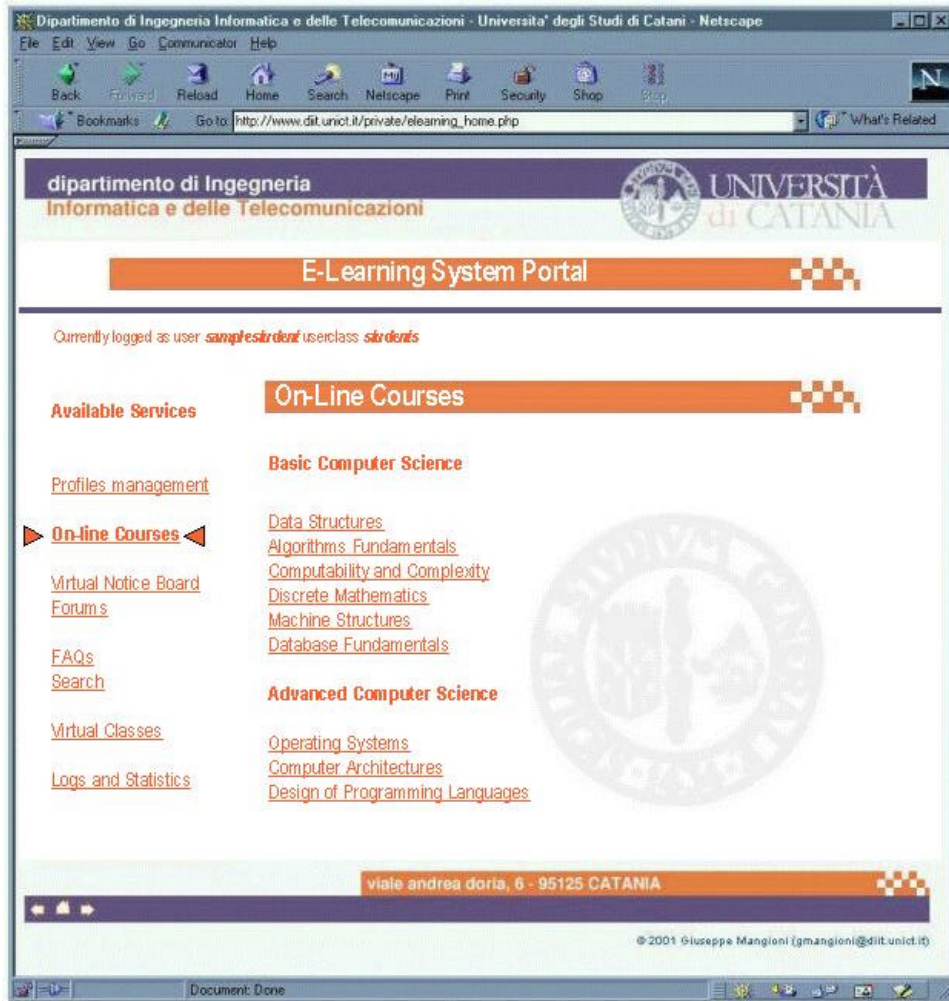 Dipartimento di Ingegneria Informatica e delle Telecomunicazioni - Universita' degli Studi di Catani - Netscape
File Edit View Go Communicator Help
Back Forward Reload Home Search Netscape Print Security Shop Stop
Bookmarks Go to: http://www.diit.unict.it/private/elearning_home.php What's Related
dipartimento di Ingegneria
Informatica e delle Telecomunicazioni
UNIVERSITÀ
di CATANIA
E-Learning System Portal
Currently logged as user samplestudent userclass students
Available Services
Profiles management
On-line Courses
Virtual Notice Board
Forums
FAQs
Search
Virtual Classes
Logs and Statistics
On-Line Courses
Basic Computer Science
Data Structures
Algorithms Fundamentals
Computability and Complexity
Discrete Mathematics
Machine Structures
Database Fundamentals
Advanced Computer Science
Operating Systems
Computer Architectures
Design of Programming Languages
viale andrea doria, 6 - 95125 CATANIA
© 2001 Giuseppe Mangioni (gmangioni@diit.unict.it)
Document: Done